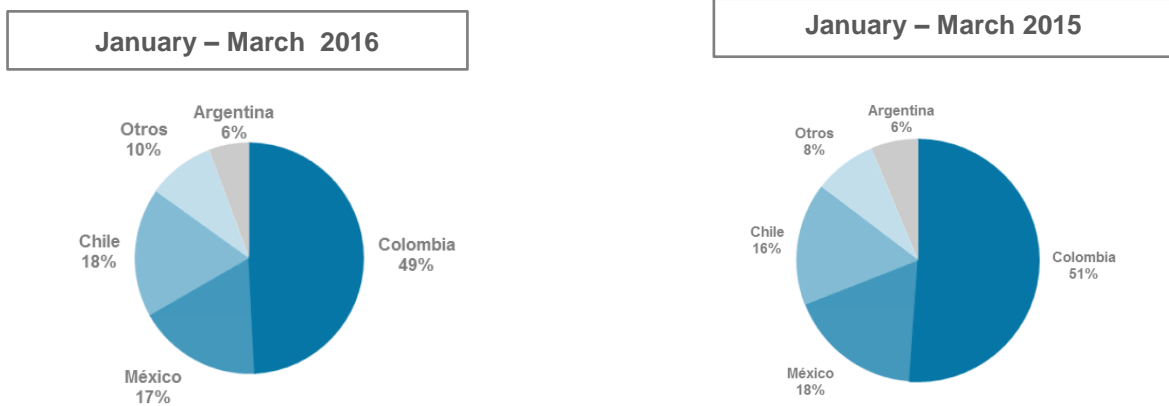 January – March  2016
Argentina
6%
Otros
10%
Chile
18%
Colombia
49%
México
17%
January – March 2015
Argentina
6%
Otros
8%
Chile
16%
Colombia
51%
México
18%